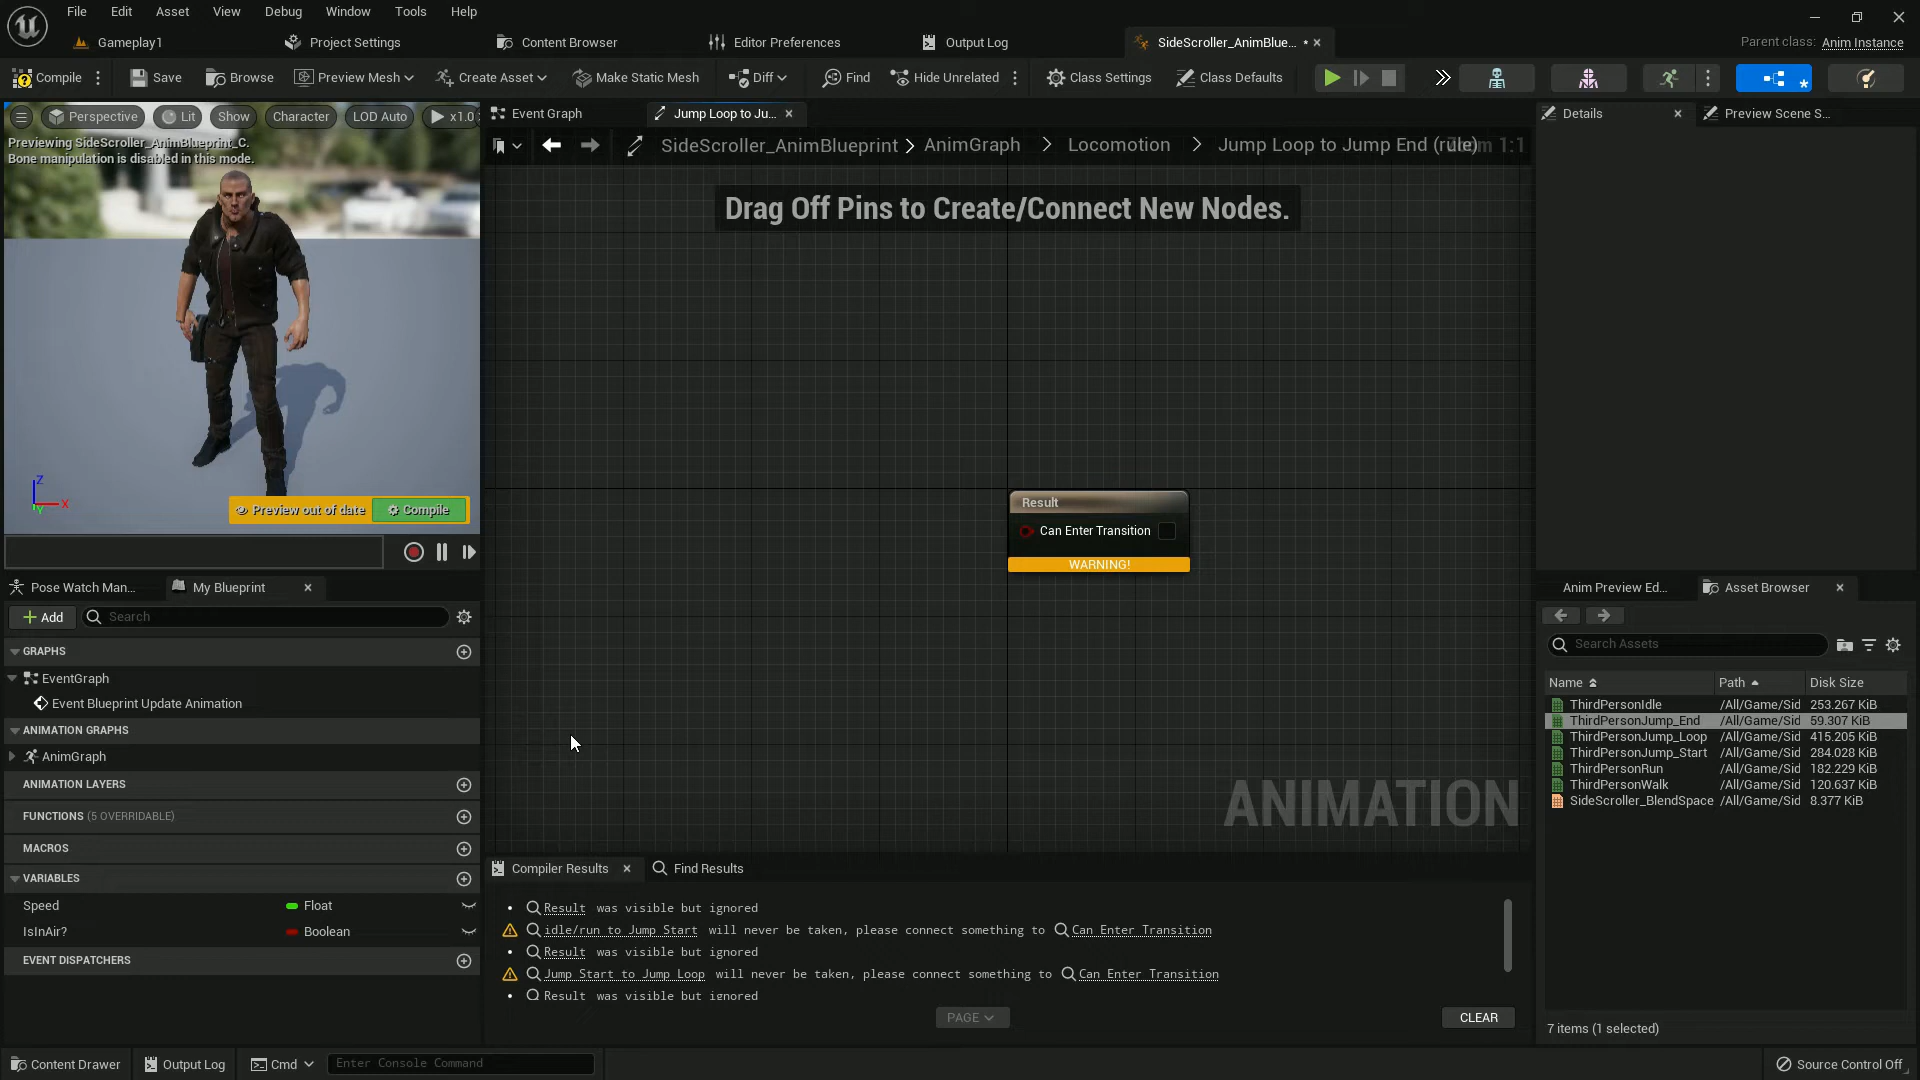 File Edit Asset View Debug Window Tools Help
Gameplay1 Project Settings Content Browser Editor Preferences Output Log SideScroller_AnimBlue... • × Parent class: Anim Instance
Compile Save Browse Preview Mesh Create Asset Make Static Mesh Diff Find Hide Unrelated Class Settings Class Defaults
Perspective Lit Show Character LOD Auto x1.0
Previewing SideScroller_AnimBlueprint_C.
Bone manipulation is disabled in this mode.
Z
X
Y
Preview out of date Compile
Event Graph Jump Loop to Ju...
SideScroller_AnimBlueprint > AnimGraph > Locomotion > Jump Loop to Jump End (rule) 1:1
Drag Off Pins to Create/Connect New Nodes.
Result
Can Enter Transition
WARNING!
ANIMATION
Details Preview Scene S...
Pose Watch Man... My Blueprint
Add Search
GRAPHS
EventGraph
Event Blueprint Update Animation
ANIMATION GRAPHS
AnimGraph
ANIMATION LAYERS
FUNCTIONS (5 OVERRIDABLE)
MACROS
VARIABLES
Speed Float
IsInAir? Boolean
EVENT DISPATCHERS
Compiler Results Find Results
• Result was visible but ignored
idle/run to Jump Start will never be taken, please connect something to Can Enter Transition
• Result was visible but ignored
Jump Start to Jump Loop will never be taken, please connect something to Can Enter Transition
• Result was visible but ignored
PAGE CLEAR
Anim Preview Ed... Asset Browser
Search Assets
Name Path Disk Size
ThirdPersonIdle /All/Game/Sid 253.267 KiB
ThirdPersonJump_End /All/Game/Sid 59.307 KiB
ThirdPersonJump_Loop /All/Game/Sid 415.205 KiB
ThirdPersonJump_Start /All/Game/Sid 284.028 KiB
ThirdPersonRun /All/Game/Sid 182.229 KiB
ThirdPersonWalk /All/Game/Sid 120.637 KiB
SideScroller_BlendSpace /All/Game/Sid 8.377 KiB
7 items (1 selected)
Content Drawer Output Log Cmd Enter Console Command Source Control Off